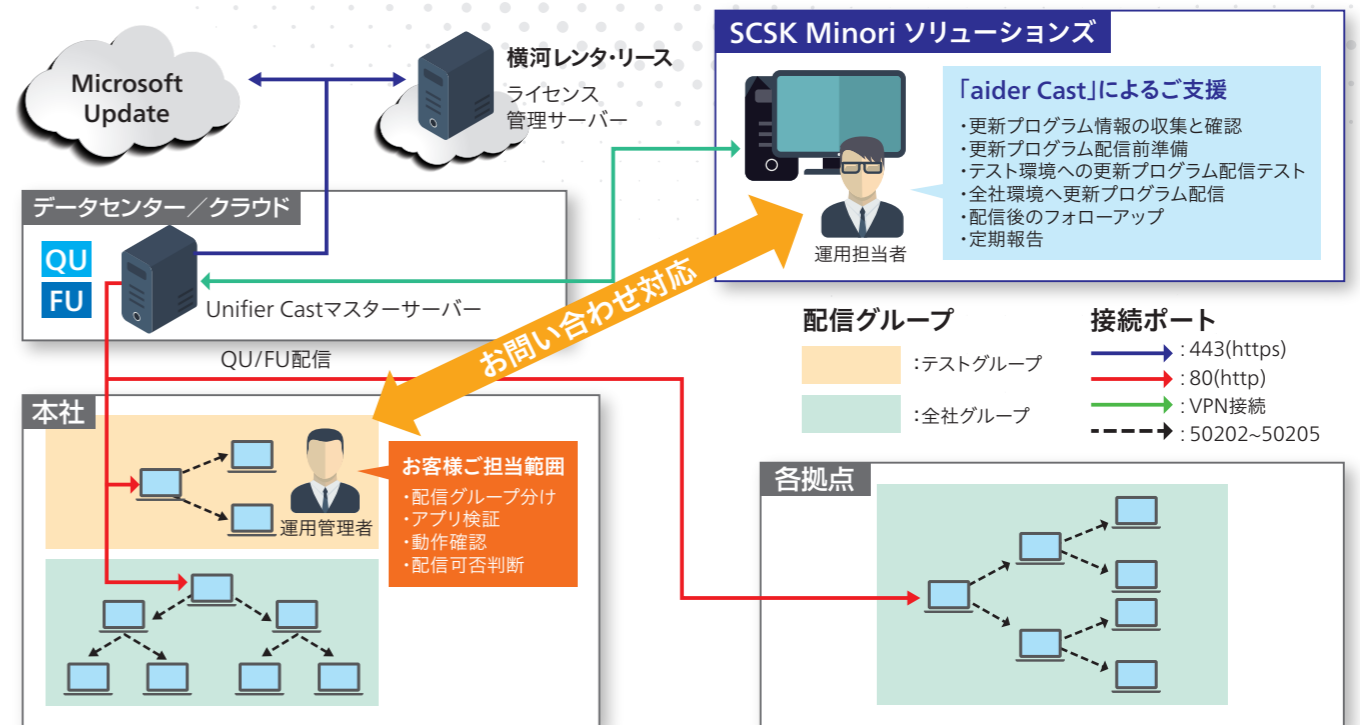 Microsoft
Update
横河レンタ・リース
ライセンス
管理サーバー
SCSK Minori ソリューションズ
「aider Cast」によるご支援
・更新プログラム情報の収集と確認
・更新プログラム配信前準備
・テスト環境への更新プログラム配信テスト
・全社環境へ更新プログラム配信
・配信後のフォローアップ
・定期報告
運用担当者
データセンター／クラウド
QU
FU
Unifier Castマスターサーバー
QU/FU配信
お問い合わせ対応
配信グループ
:テストグループ
:全社グループ
接続ポート
: 443(https)
: 80(http)
: VPN接続
: 50202~50205
本社
運用管理者
お客様ご担当範囲
・配信グループ分け
・アプリ検証
・動作確認
・配信可否判断
各拠点